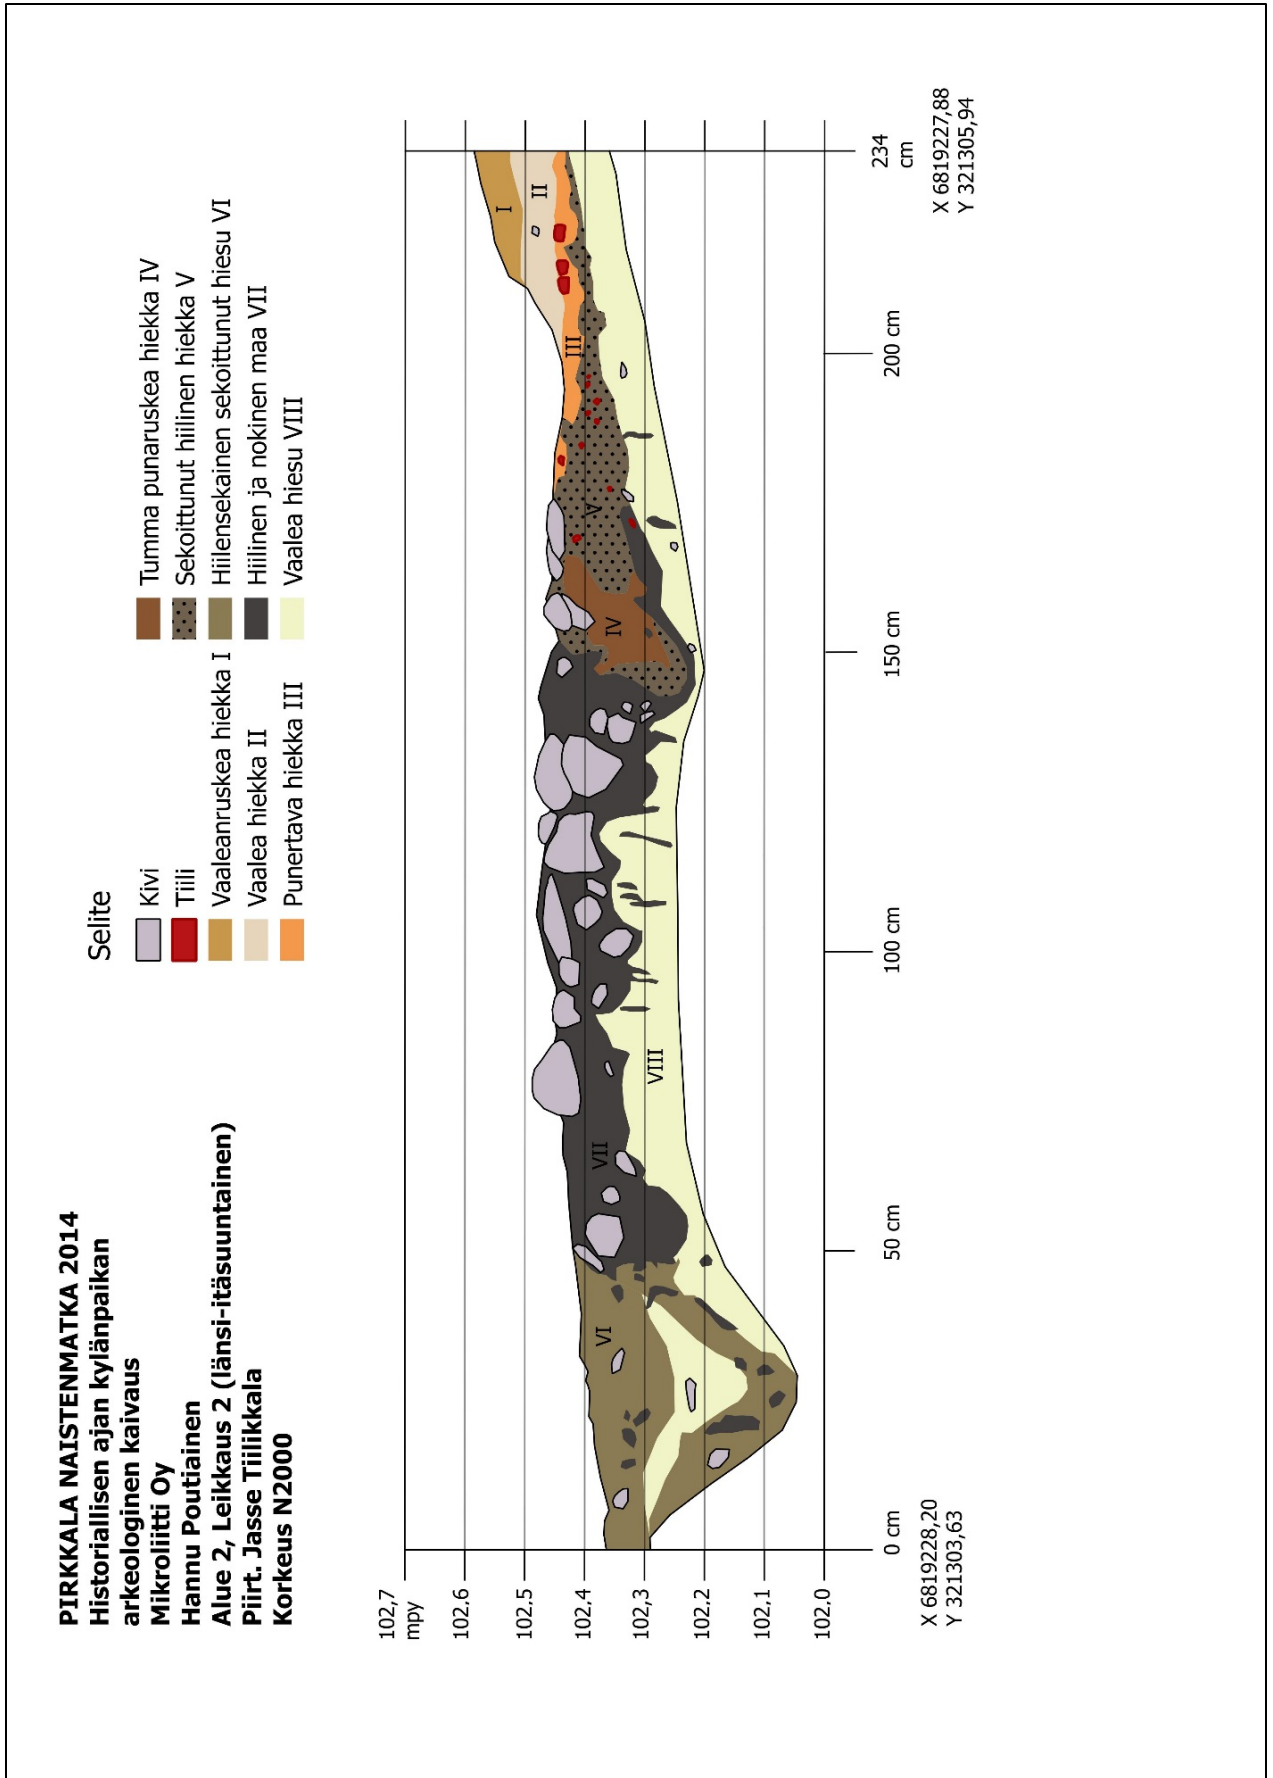 PIRKKALA NAISTENMATKA 2014
Historiallisen ajan kylänpaikan
arkeologinen kaivaus
Mikroliitti Oy
Hannu Poutiainen
Alue 2, Leikkaus 2 (länsi-itäsuuntainen)
Piirt. Jasse Tiilikkala
Korkeus N2000
Selite
Kivi
Tiili
Vaaleanruskea hiekka I
Vaalea hiekka II
Punertava hiekka III
Tumma punaruskea hiekka IV
Sekoittunut hiilinen hiekka V
Hiilensekainen sekoittunut hiesu VI
Hiilinen ja nokinen maa VII
Vaalea hiesu VIII
102,7
mpy
102,6
102,5
102,4
102,3
102,2
102,1
102,0
I
II
III
IV
V
VI
VII
VIII
0 cm
50 cm
100 cm
150 cm
200 cm
234
cm
X 6819228,20
Y 321303,63
X 6819227,88
Y 321305,94